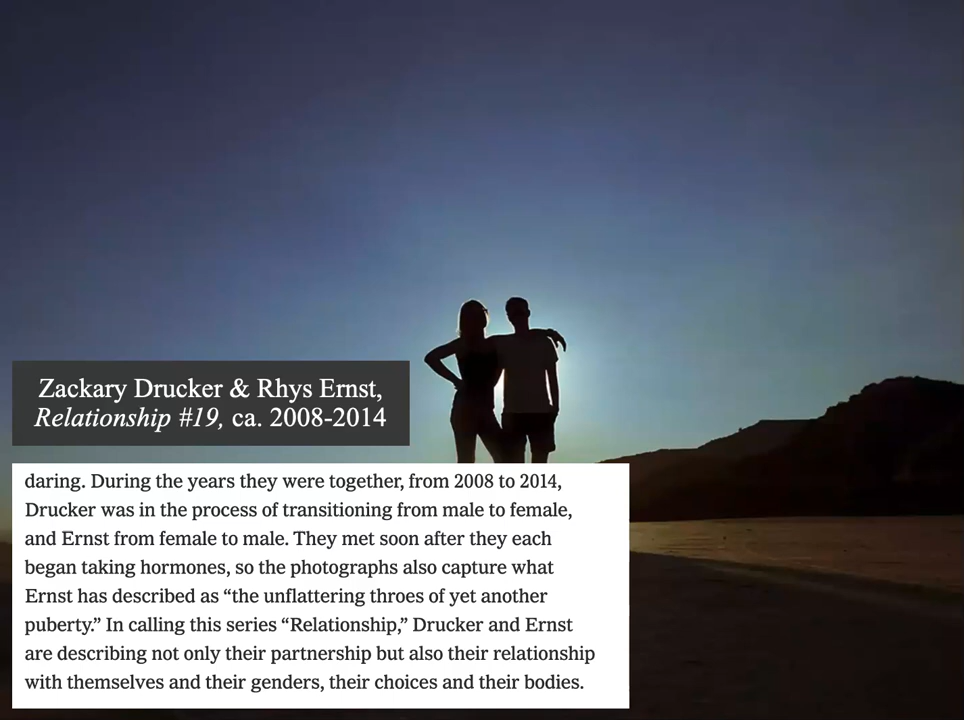 Zackary Drucker & Rhys Ernst,
Relationship #19, ca. 2008-2014
daring. During the years they were together, from 2008 to 2014,
Drucker was in the process of transitioning from male to female,
and Ernst from female to male. They met soon after they each
began taking hormones, so the photographs also capture what
Ernst has described as “the unflattering throes of yet another
puberty.” In calling this series “Relationship,” Drucker and Ernst
are describing not only their partnership but also their relationship
with themselves and their genders, their choices and their bodies.